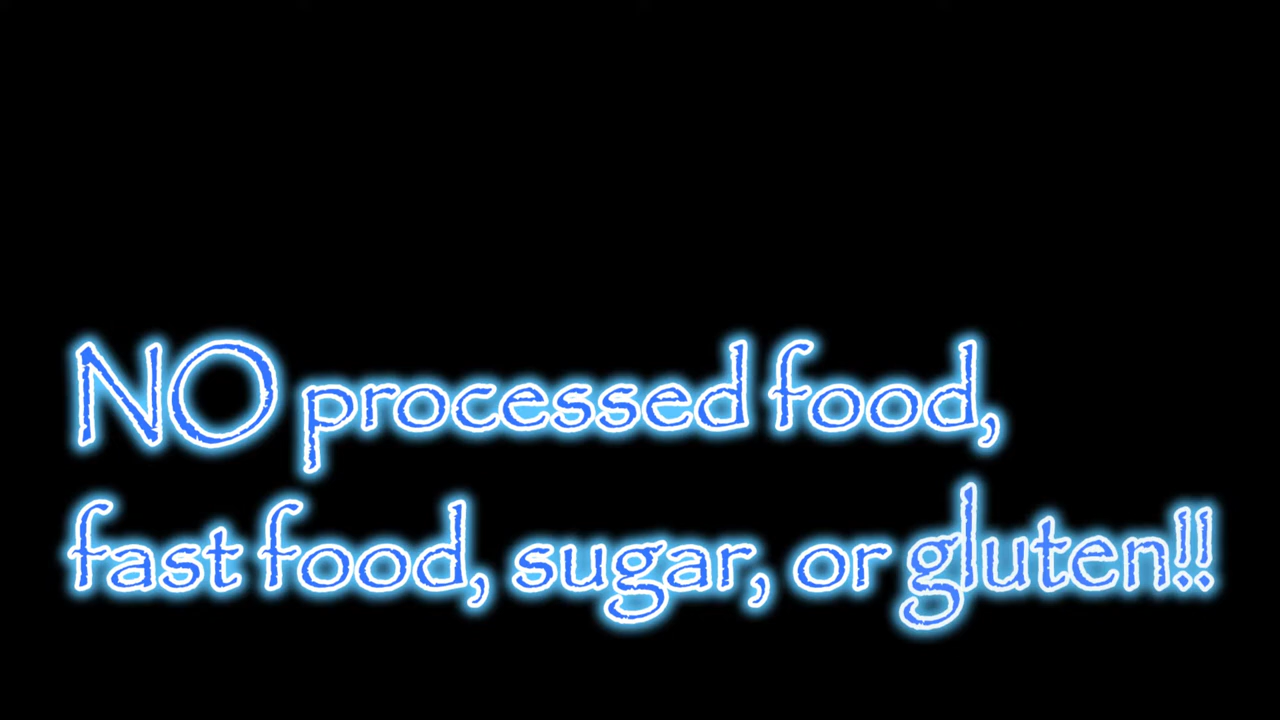 NO processed food,
fast food, sugar, or gluten!!